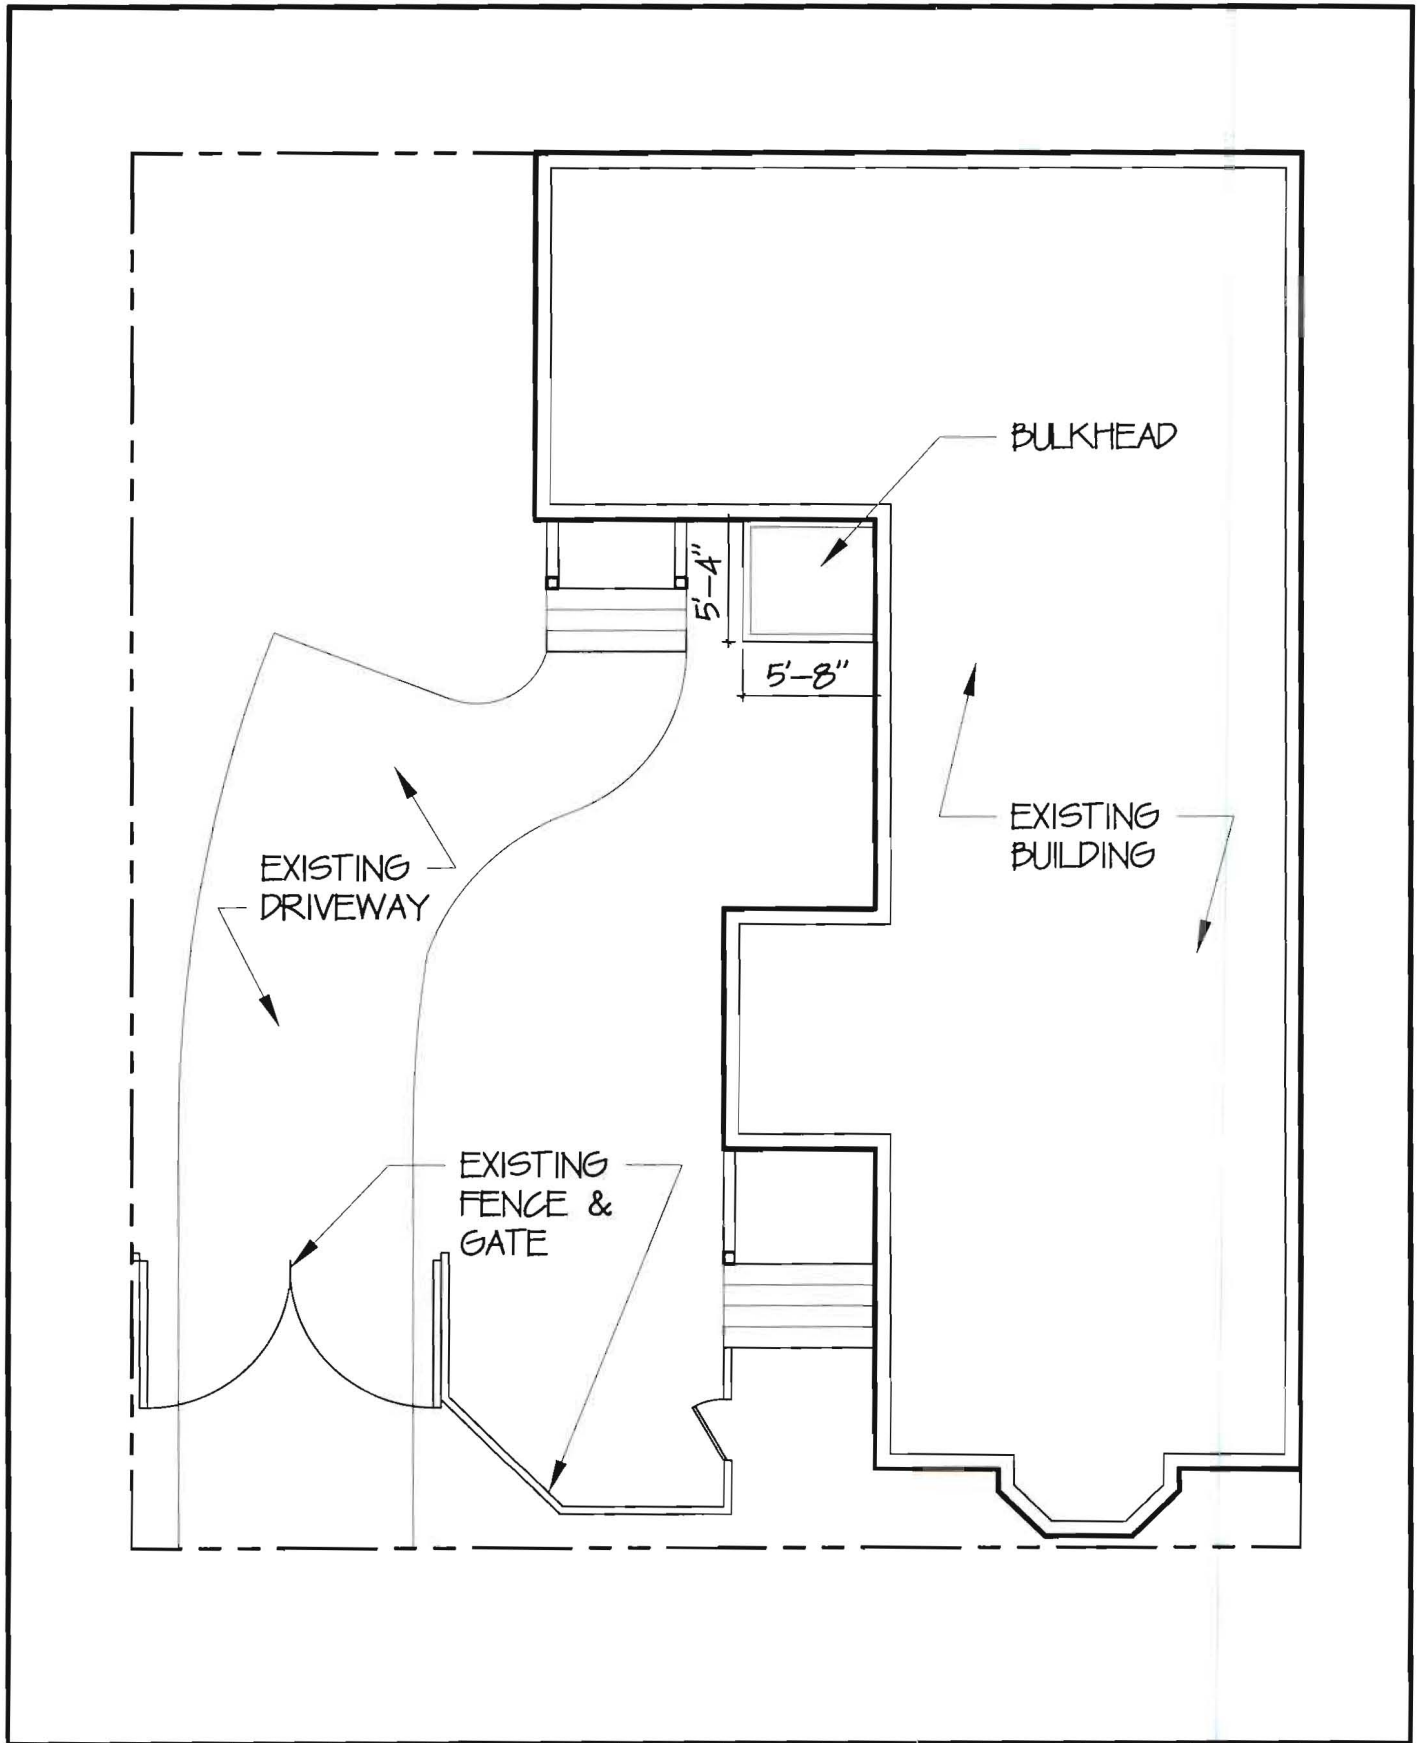 BULKHEAD
5'-4"
5'-8"
EXISTING
BUILDING
EXISTING
DRIVEWAY
EXISTING
FENCE &
GATE